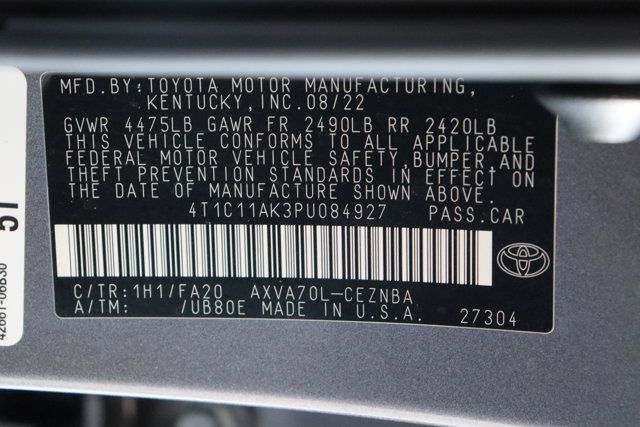 MFD.BY:TOYOTA MOTOR MANUFACTURING,
KENTUCKY,INC.08/22
GVWR 4475LB GAWR FR 2490LB RR 2420LB
THIS VEHICLE CONFORMS TO ALL APPLICABLE
FEDERAL MOTOR VEHICLE SAFETY,BUMPER,AND
THEFT PREVENTION STANDARDS IN EFFECT ON
THE DATE OF MANUFACTURE SHOWN ABOVE.
4T1C11AK3PU084927 PASS.CAR
C/TR:1H1/FA20 AXVA70L-CEZNBA
A/TM: /UB80E MADE IN U.S.A. 27304
42661-06B30